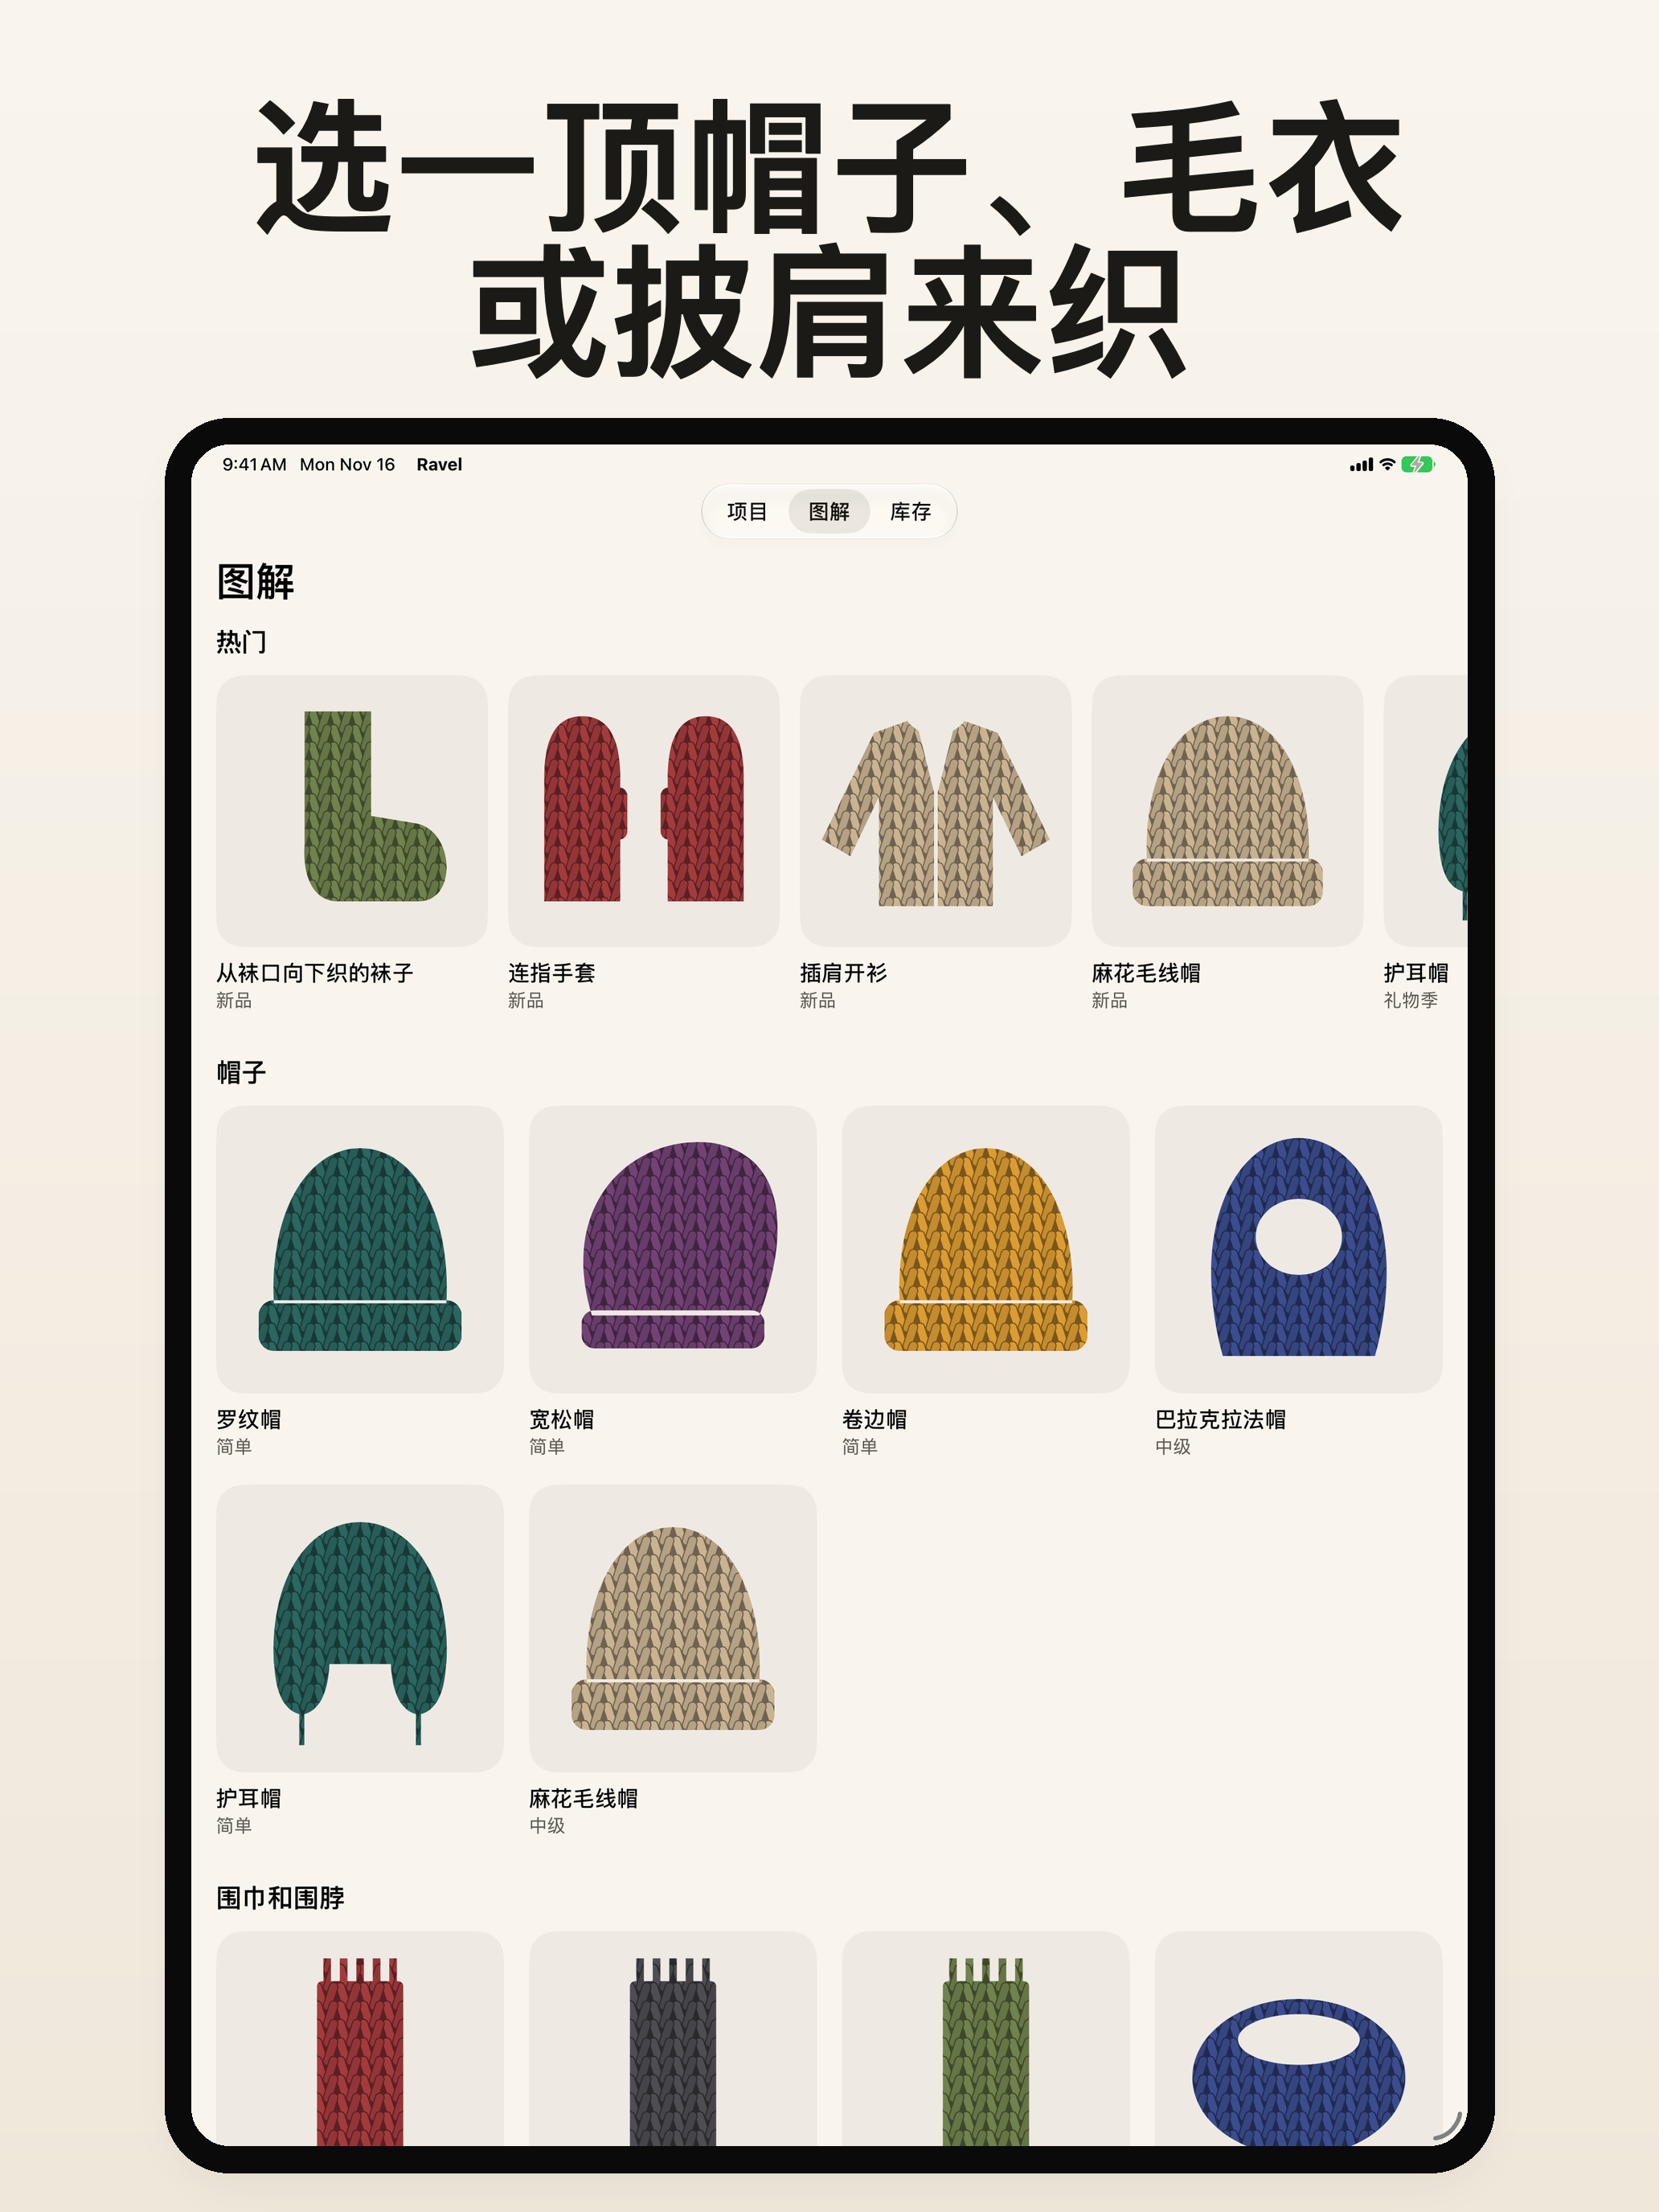 选一顶帽子、毛衣
或披肩来织
9:41 AM Mon Nov 16 Ravel
项目 图解 库存
图解
热门
从袜口向下织的袜子 连指手套 插肩开衫 麻花毛线帽 护耳帽
新品 新品 新品 新品 礼物季
帽子
罗纹帽 宽松帽 卷边帽 巴拉克拉法帽
简单 简单 简单 中级
护耳帽 麻花毛线帽
简单 中级
围巾和围脖